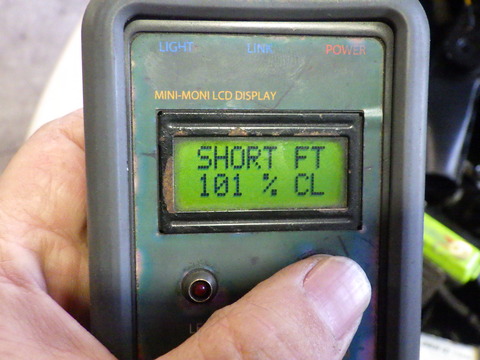 LIGHT LINK POWER
MINI-MONI LCD DISPLAY
SHORT FT
101 % CL